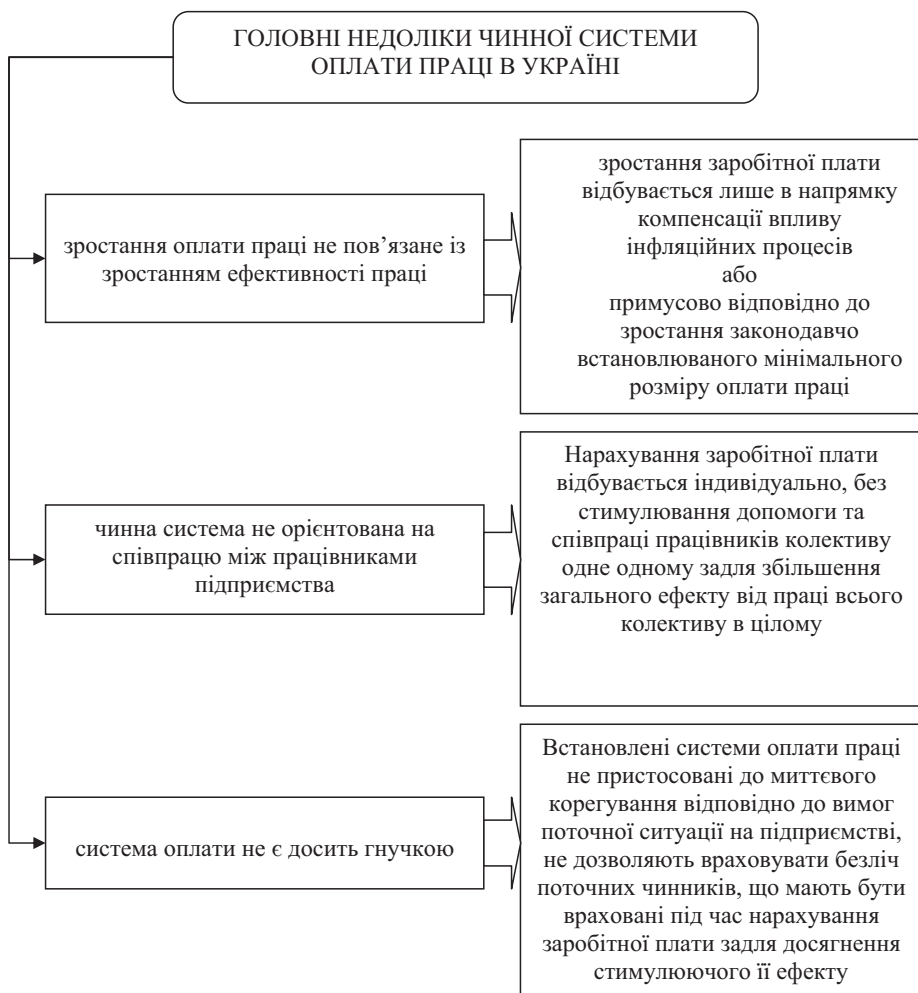 ГОЛОВНІ НЕДОЛІКИ ЧИННОЇ СИСТЕМИ
ОПЛАТИ ПРАЦІ В УКРАЇНІ
зростання оплати праці не пов’язане із
зростанням ефективності праці
зростання заробітної плати
відбувається лише в напрямку
компенсації впливу
інфляційних процесів
або
примусово відповідно до
зростання законодавчо
встановлюваного мінімального
розміру оплати праці
чинна система не орієнтована на
співпрацю між працівниками
підприємства
Нарахування заробітної плати
відбувається індивідуально, без
стимулювання допомоги та
співпраці працівників колективу
одне одному задля збільшення
загального ефекту від праці всього
колективу в цілому
система оплати не є досить гнучкою
Встановлені системи оплати праці
не пристосовані до миттєвого
корегування відповідно до вимог
поточної ситуації на підприємстві,
не дозволяють враховувати безліч
поточних чинників, що мають бути
враховані під час нарахування
заробітної плати задля досягнення
стимулюючого її ефекту